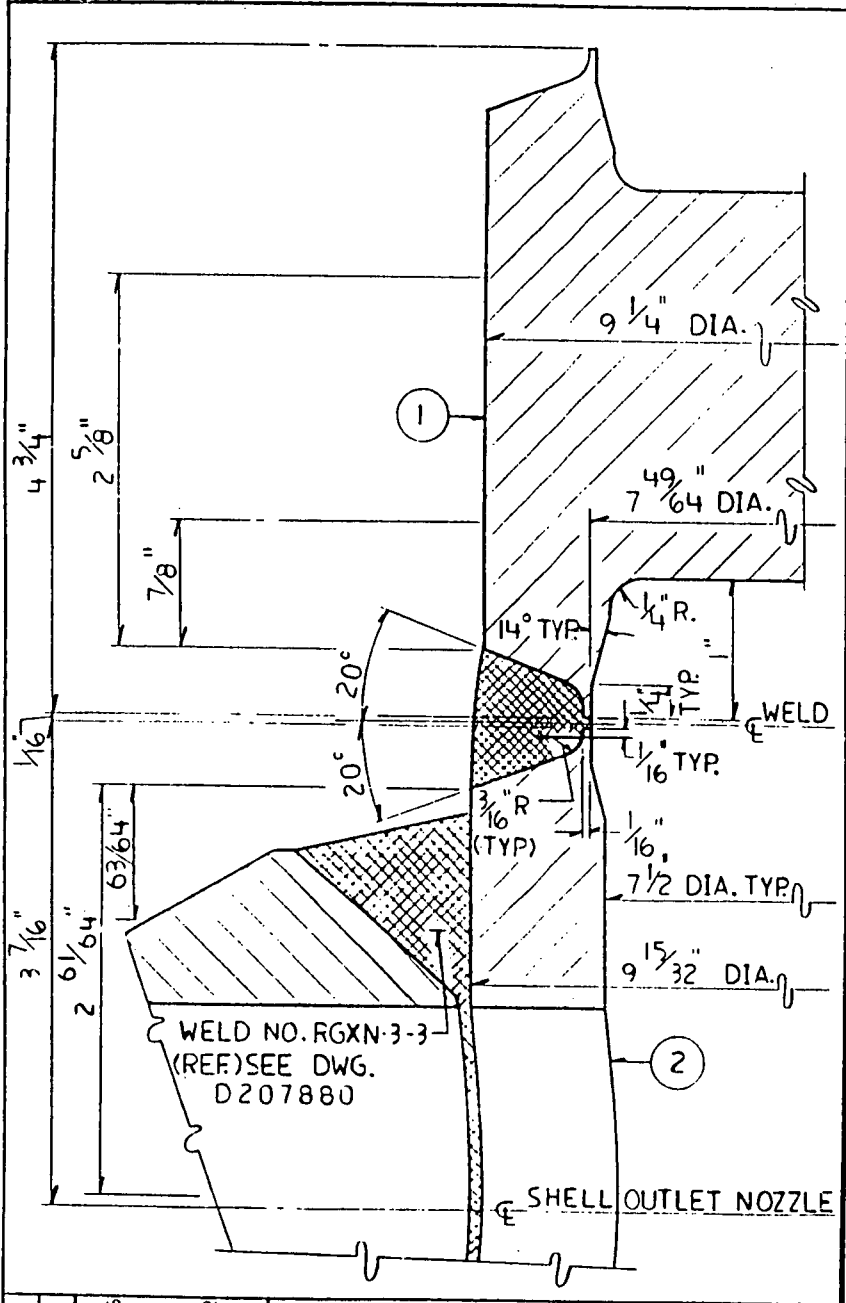 9 1/4" DIA.
1
4 3/4"
2 5/8"
7 49/64" DIA.
7/8"
14° TYP.
1/4" R.
1"
20°
1/4" TYP.
℄ WELD
1/16"
1/16" TYP.
20°
3/16" R
(TYP)
1/16"
63/64"
7 1/2 DIA. TYP.
3 7/16"
2 61/64"
9 15/32" DIA.
WELD NO. RGXN-3-3
(REF.) SEE DWG.
D207880
2
℄ SHELL OUTLET NOZZLE